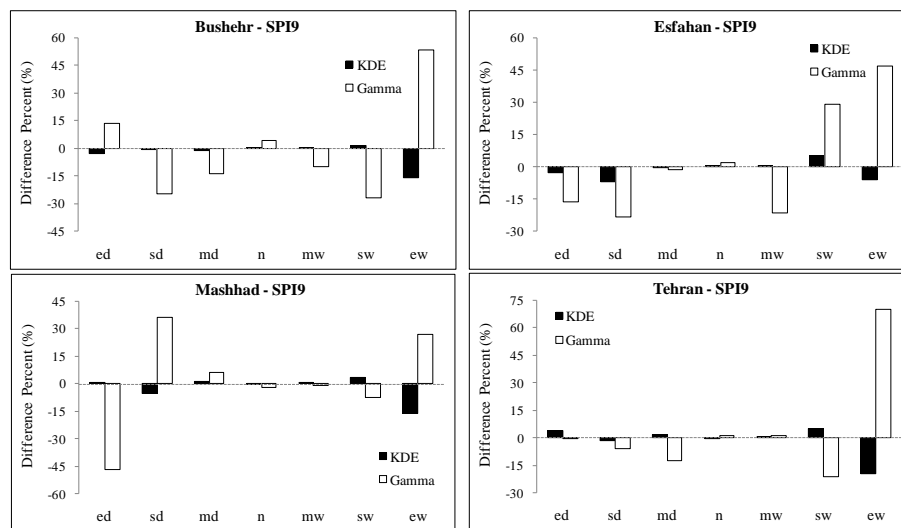 Bushehr - SPI9
Difference Percent (%)
60
45
30
15
0
-15
-30
-45
KDE
Gamma
ed sd md n mw sw ew
Esfahan - SPI9
Difference Percent (%)
60
45
30
15
0
-15
-30
KDE
Gamma
ed sd md n mw sw ew
Mashhad - SPI9
Difference Percent (%)
45
30
15
0
-15
-30
-45
-60
KDE
Gamma
ed sd md n mw sw ew
Tehran - SPI9
Difference Percent (%)
75
60
45
30
15
0
-15
-30
KDE
Gamma
ed sd md n mw sw ew